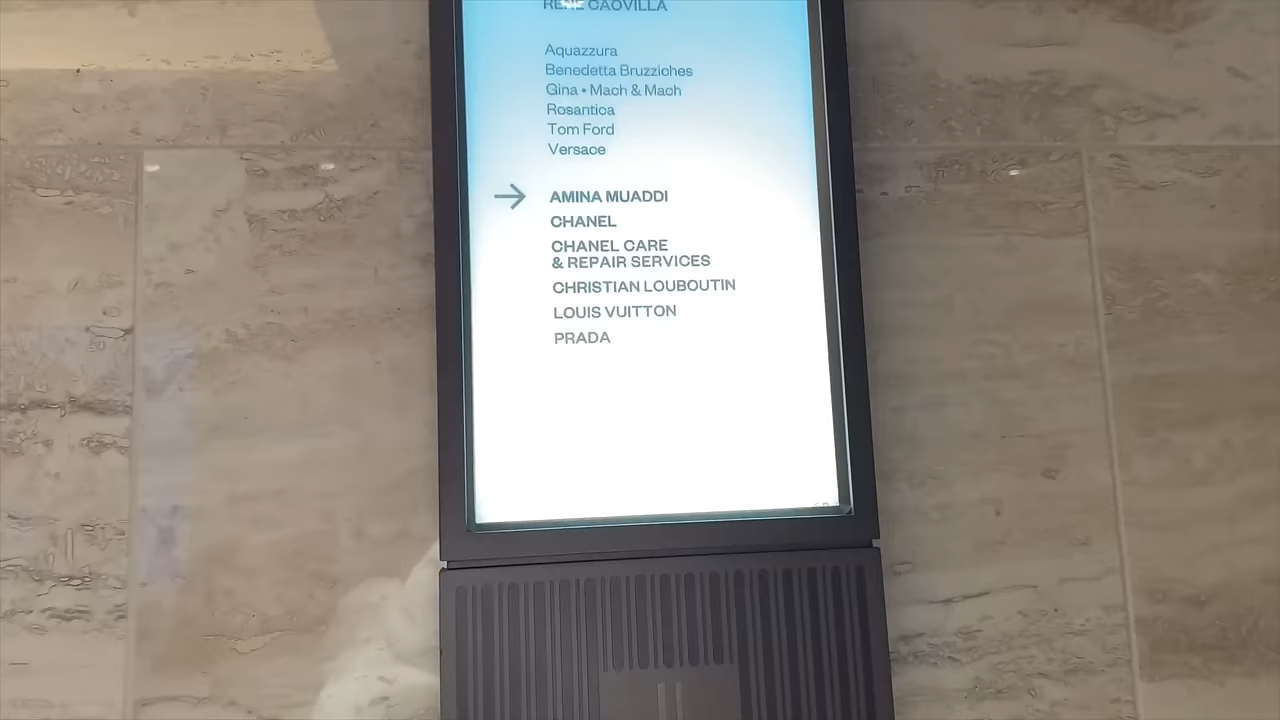 RENE CAOVILLA
Aquazzura
Benedetta Bruzziches
Gina • Mach & Mach
Rosantica
Tom Ford
Versace
→ AMINA MUADDI
CHANEL
CHANEL CARE
& REPAIR SERVICES
CHRISTIAN LOUBOUTIN
LOUIS VUITTON
PRADA